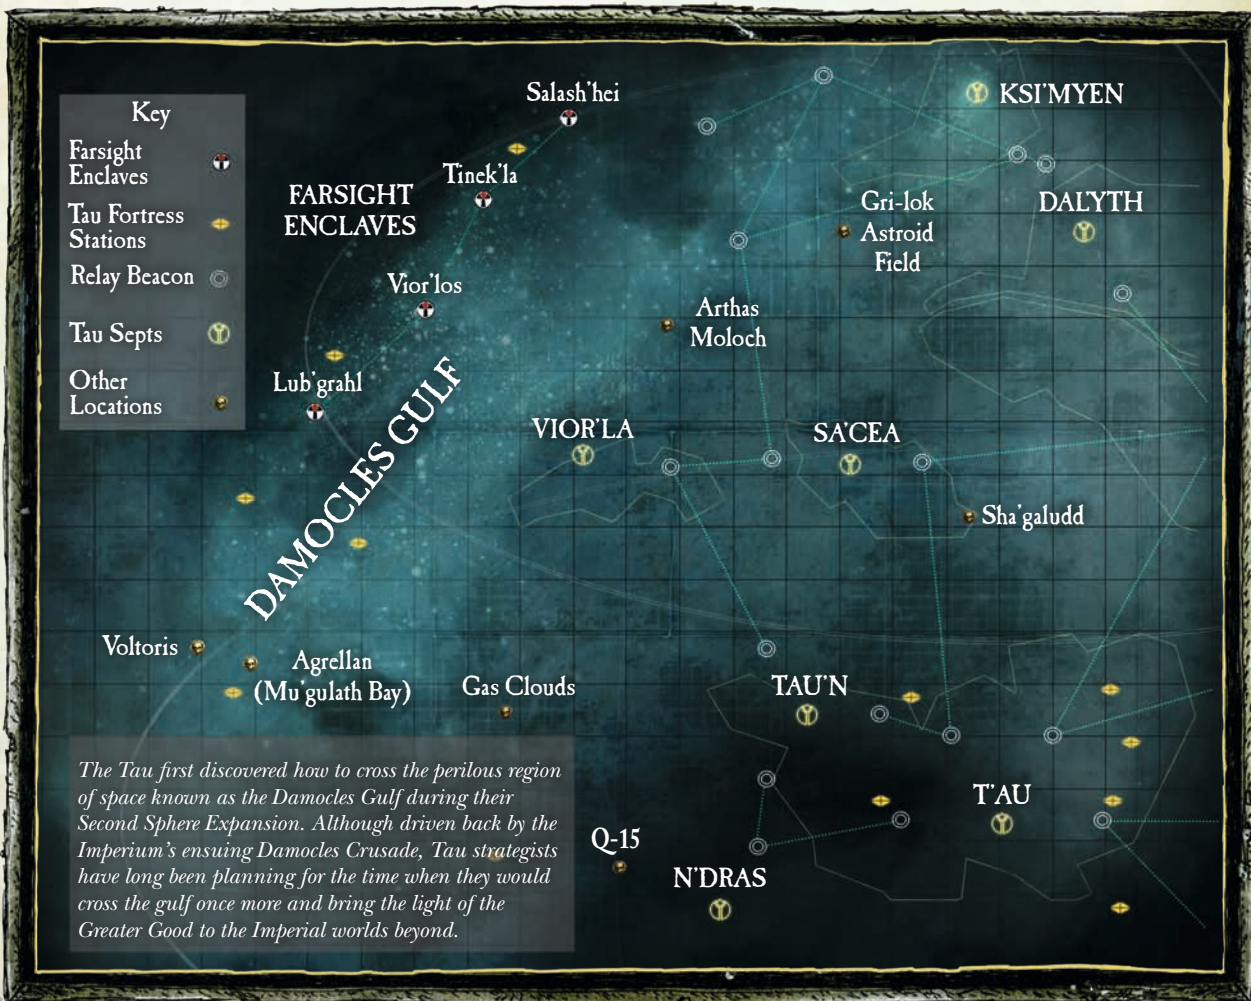 Key
Farsight
Enclaves
Tau Fortress
Stations
Relay Beacon
Tau Septs
Other
Locations
Salash'hei
Tinek'la
FARSIGHT
ENCLAVES
Vior'los
Lub'grahl
DAMOCLES GULF
KSI'MYEN
DAL'YTH
Gri-lok
Astroid
Field
Arthas
Moloch
VIOR'LA
SA'CEA
Sha'galudd
Voltoris
Agrellan
(Mu'gulath Bay)
Gas Clouds
TAU'N
T'AU
Q-15
N'DRAS
The Tau first discovered how to cross the perilous region
of space known as the Damocles Gulf during their
Second Sphere Expansion. Although driven back by the
Imperium's ensuing Damocles Crusade, Tau strategists
have long been planning for the time when they would
cross the gulf once more and bring the light of the
Greater Good to the Imperial worlds beyond.